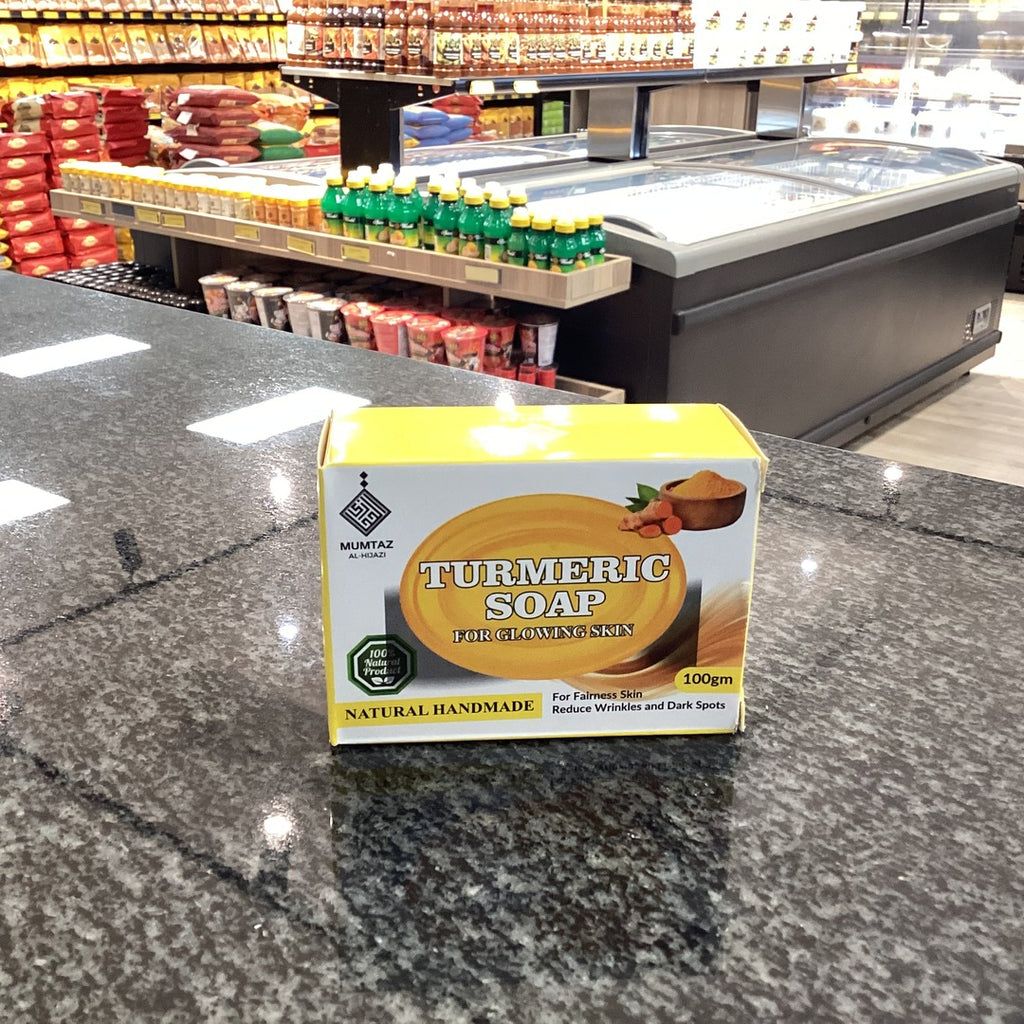 MUMTAZ
AL-HIJAZI
TURMERIC
SOAP
FOR GLOWING SKIN
100%
Natural
Product
100gm
NATURAL HANDMADE
For Fairness Skin
Reduce Wrinkles and Dark Spots